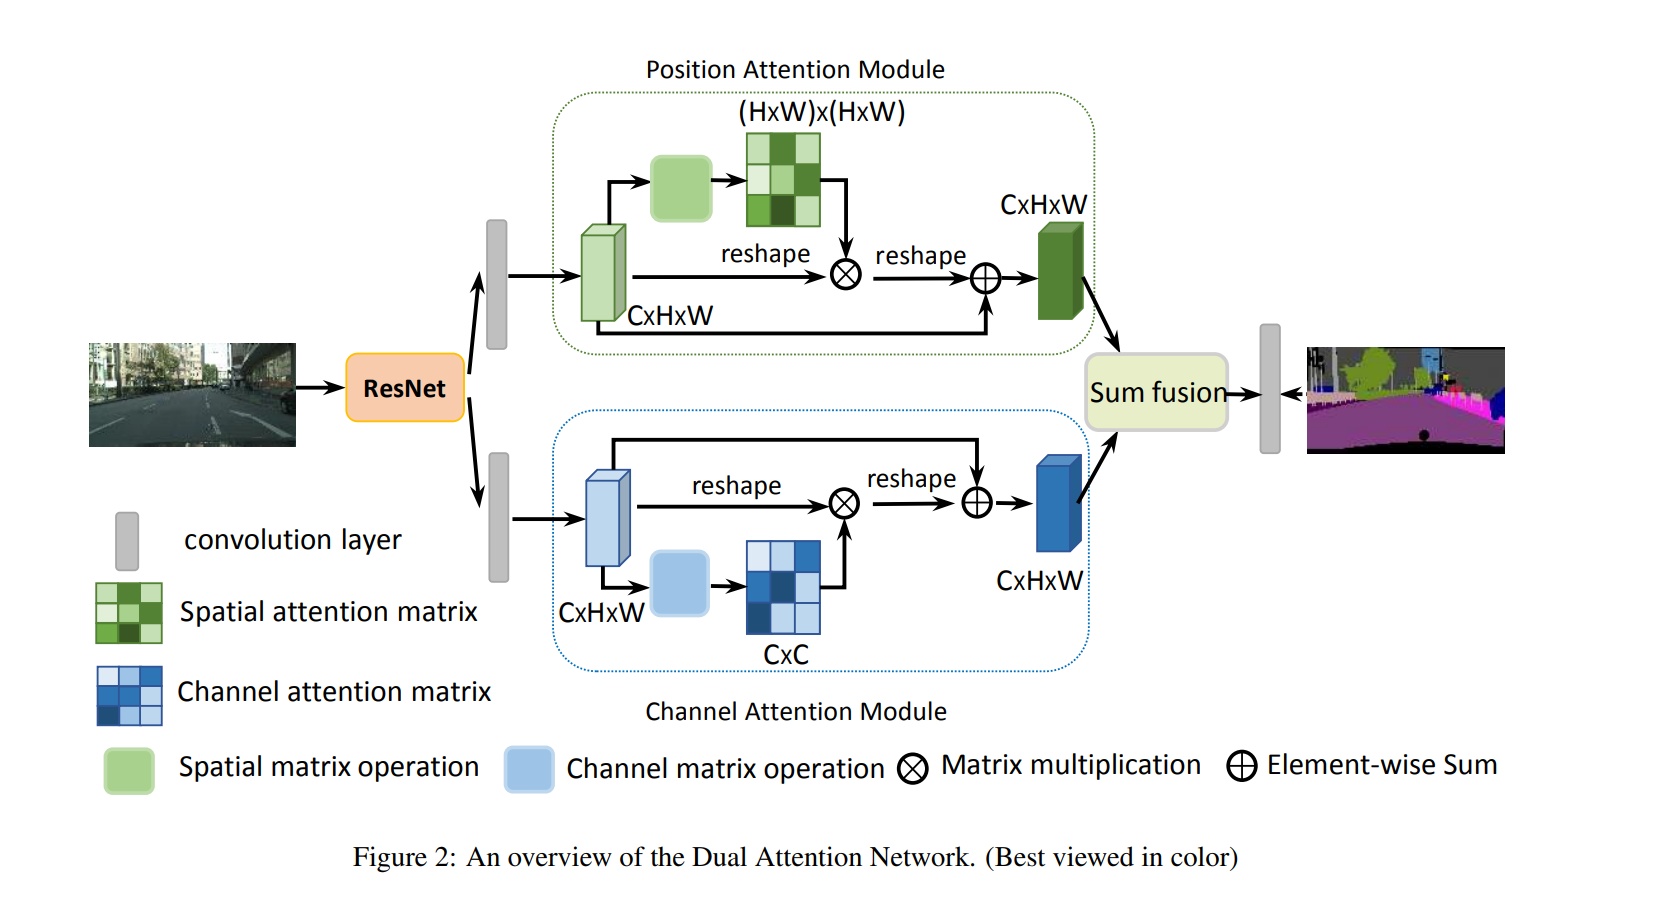 Position Attention Module
(HxW)x(HxW)
CxHxW
reshape
reshape
CxHxW
ResNet
Sum fusion
reshape
reshape
CxHxW
CxHxW
CxC
Channel Attention Module
convolution layer
Spatial attention matrix
Channel attention matrix
Spatial matrix operation
Channel matrix operation
Matrix multiplication
Element-wise Sum
Figure 2: An overview of the Dual Attention Network. (Best viewed in color)